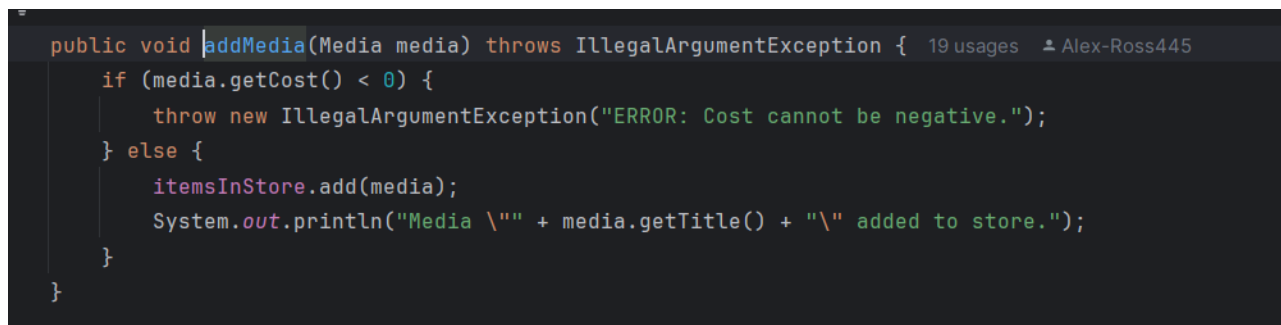 public void addMedia(Media media) throws IllegalArgumentException { 19 usages Alex-Ross445
if (media.getCost() < 0) {
throw new IllegalArgumentException("ERROR: Cost cannot be negative.");
} else {
itemsInStore.add(media);
System.out.println("Media \"" + media.getTitle() + "\" added to store.");
}
}